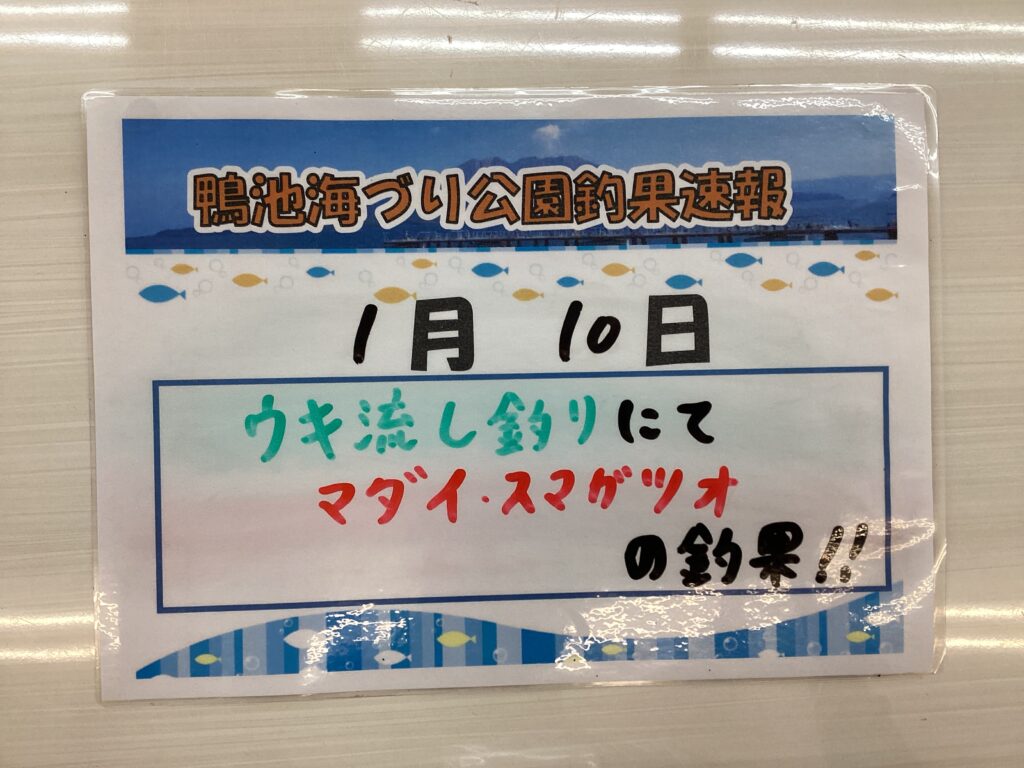 鴨池海づり公園釣果速報
1月 10日
ウキ流し釣りにて
マダイ・スマガツオ
の釣果!!